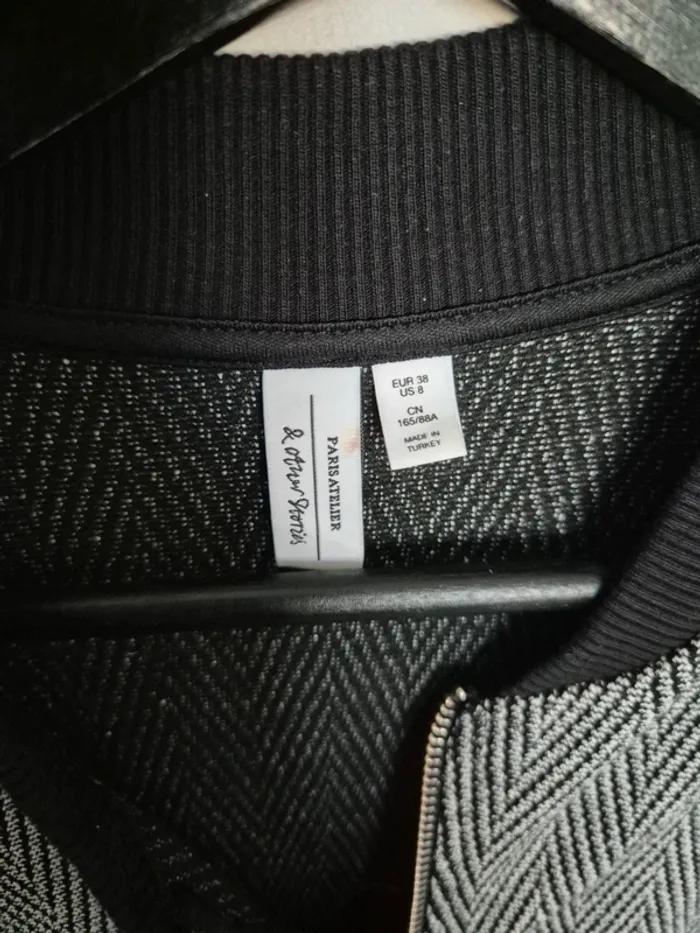 PARIS ATELIER
& Other Stories
EUR 38
US 8
CN
165/88A
MADE IN
TURKEY